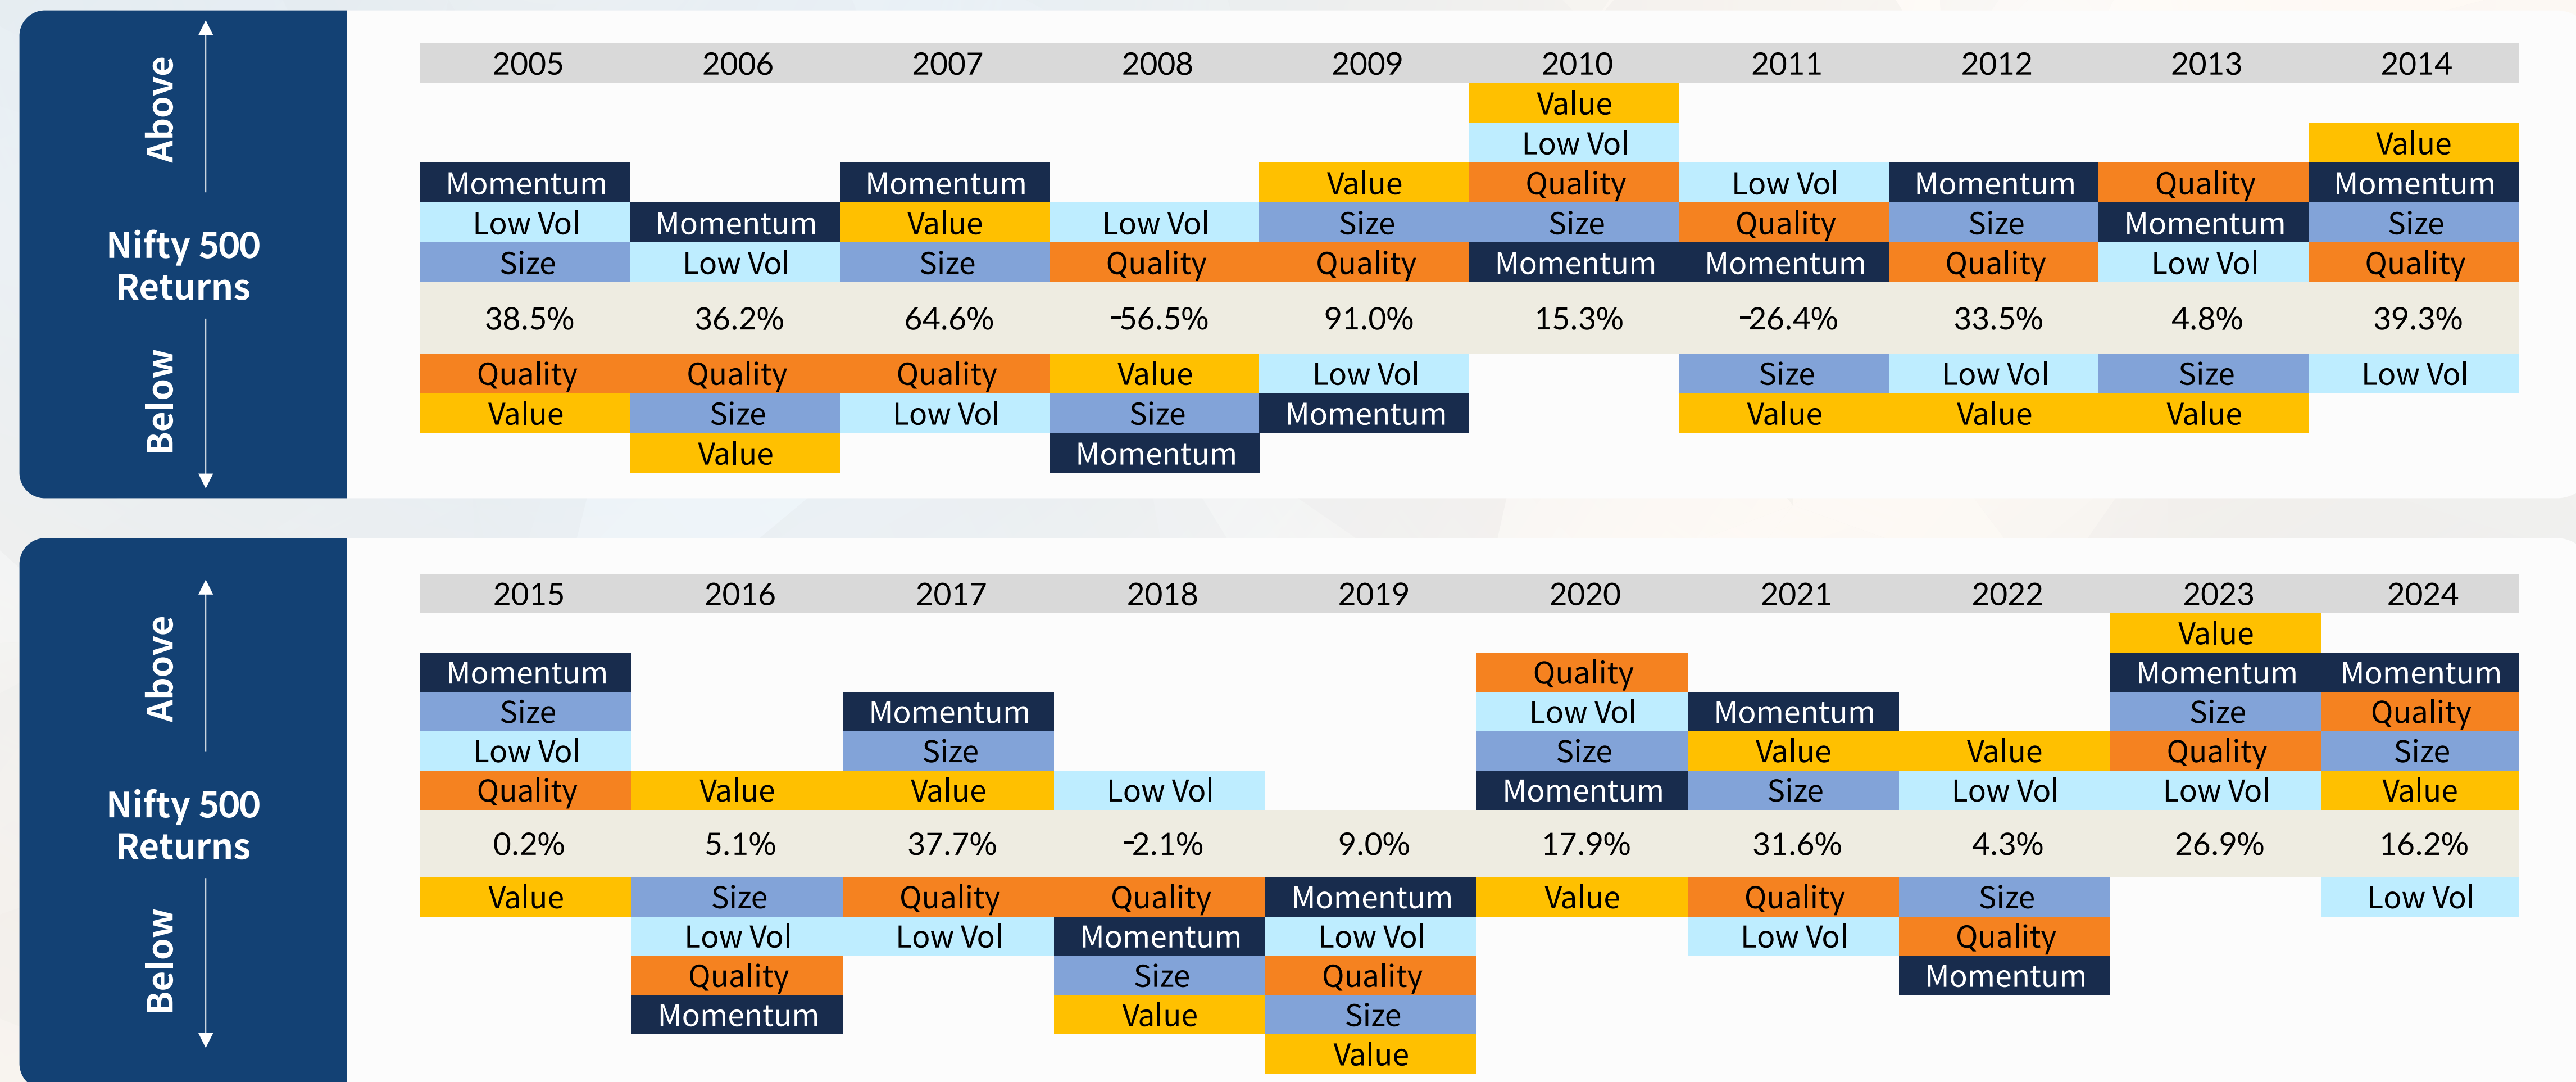 Above
Nifty 500
Returns
Below
2005 2006 2007 2008 2009 2010 2011 2012 2013 2014
Value
Low Vol Value
Momentum Momentum Value Quality Low Vol Momentum Quality Momentum
Low Vol Momentum Value Low Vol Size Size Quality Size Momentum Size
Size Low Vol Size Quality Quality Momentum Momentum Quality Low Vol Quality
38.5% 36.2% 64.6% -56.5% 91.0% 15.3% -26.4% 33.5% 4.8% 39.3%
Quality Quality Quality Value Low Vol Size Low Vol Size Low Vol
Value Size Low Vol Size Momentum Value Value Value
Value Momentum
Above
Nifty 500
Returns
Below
2015 2016 2017 2018 2019 2020 2021 2022 2023 2024
Value
Momentum Quality Momentum Momentum
Size Momentum Low Vol Momentum Size Quality
Low Vol Size Size Value Value Quality Size
Quality Value Value Low Vol Momentum Size Low Vol Low Vol Value
0.2% 5.1% 37.7% -2.1% 9.0% 17.9% 31.6% 4.3% 26.9% 16.2%
Value Size Quality Quality Momentum Value Quality Size Low Vol
Low Vol Low Vol Momentum Low Vol Low Vol Quality
Quality Size Quality Momentum
Momentum Value Size
Value